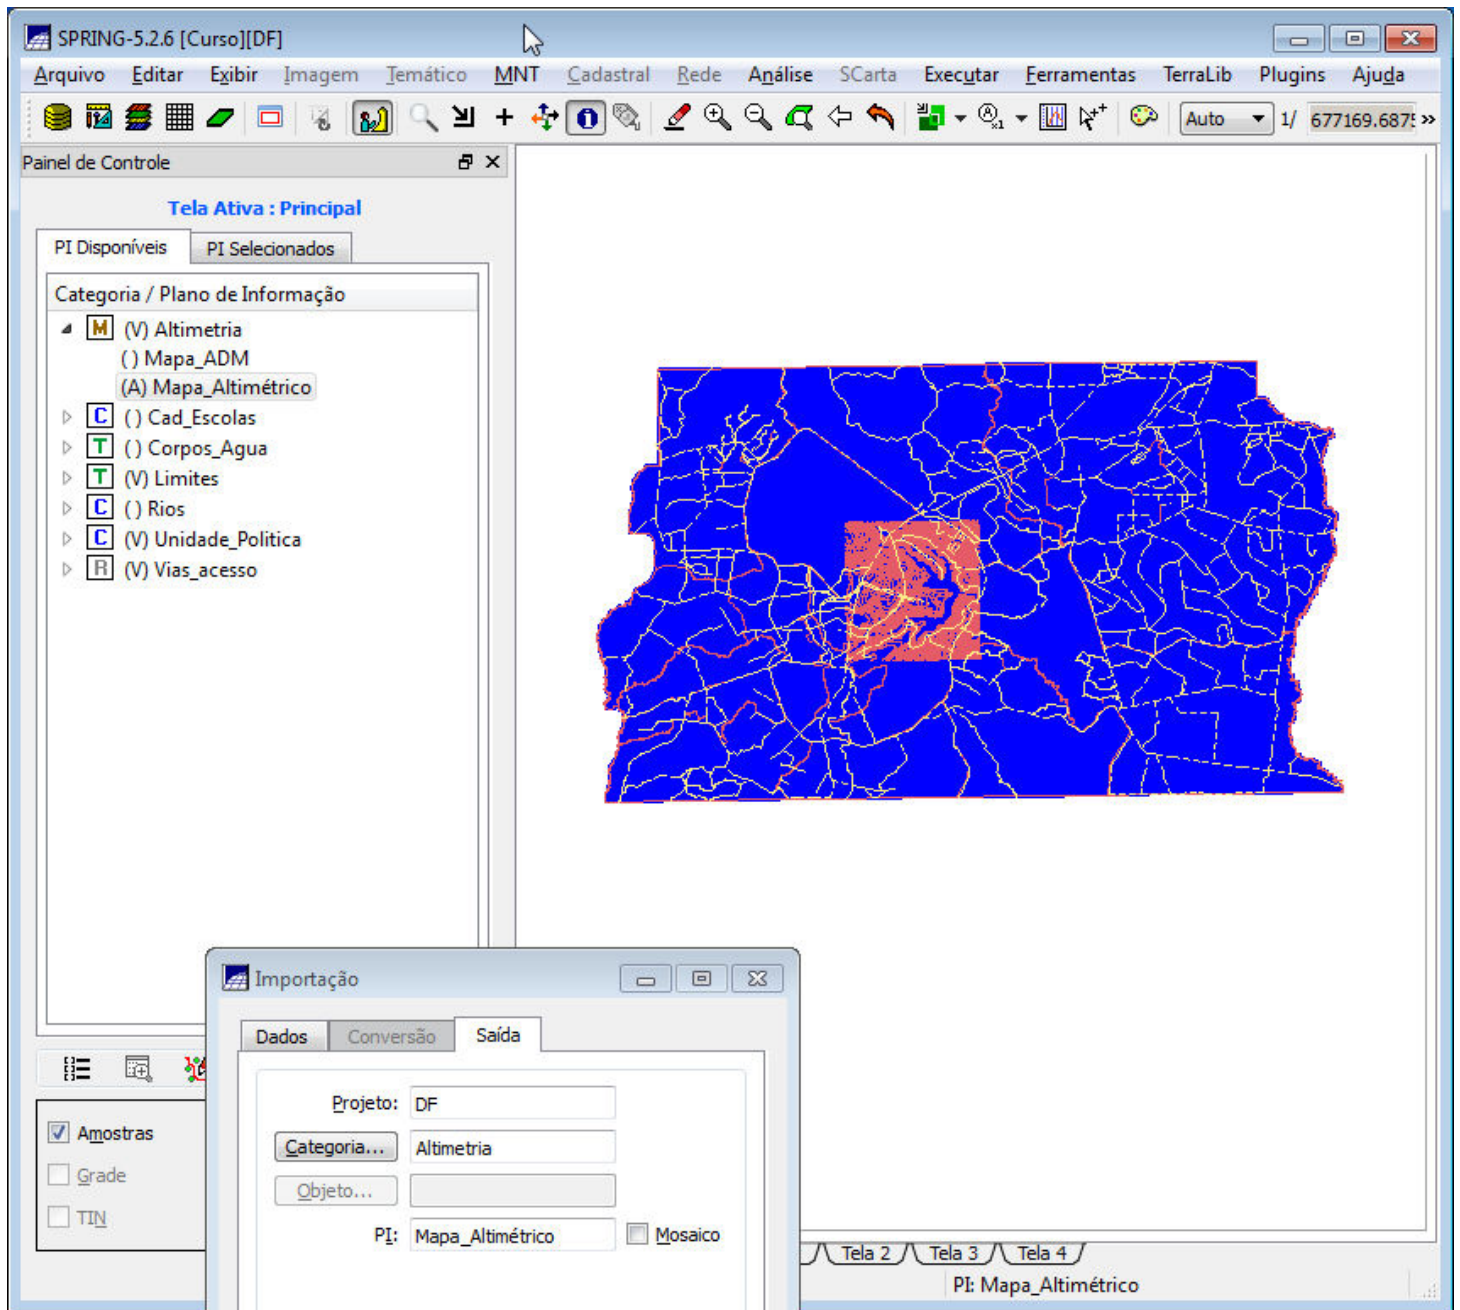 SPRING-5.2.6 [Curso][DF]
Arquivo Editar Exibir Imagem Temático MNT Cadastral Rede Análise SCarta Executar Ferramentas TerraLib Plugins Ajuda
Auto 1/ 677169.6875 »
Painel de Controle
Tela Ativa : Principal
PI Disponíveis PI Selecionados
Categoria / Plano de Informação
M (V) Altimetria
( ) Mapa_ADM
(A) Mapa_Altimétrico
C ( ) Cad_Escolas
T ( ) Corpos_Agua
T (V) Limites
C ( ) Rios
C (V) Unidade_Politica
R (V) Vias_acesso
Importação
Dados Conversão Saída
Projeto: DF
Categoria... Altimetria
Objeto...
PI: Mapa_Altimétrico Mosaico
Amostras
Grade
TIN
Tela 2 Tela 3 Tela 4
PI: Mapa_Altimétrico